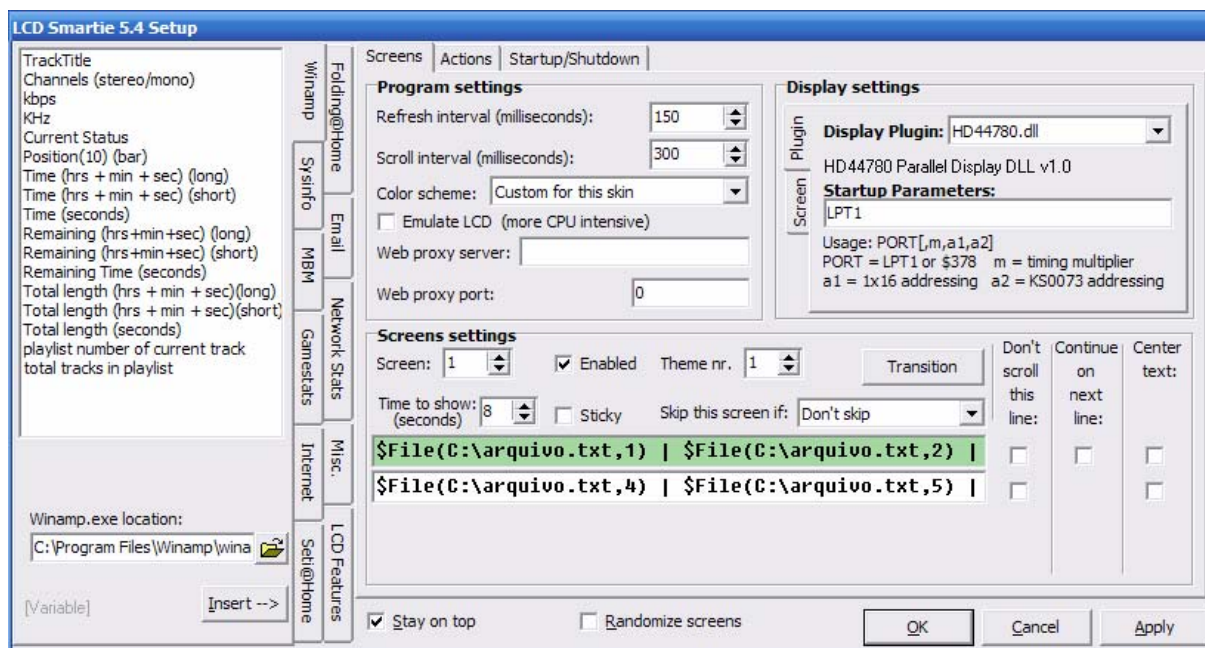 LCD Smartie 5.4 Setup
TrackTitle
Channels (stereo/mono)
kbps
KHz
Current Status
Position(10) (bar)
Time (hrs + min + sec) (long)
Time (hrs + min + sec) (short)
Time (seconds)
Remaining (hrs+min+sec) (long)
Remaining (hrs+min+sec) (short)
Remaining Time (seconds)
Total length (hrs + min + sec)(long)
Total length (hrs + min + sec)(short)
Total length (seconds)
playlist number of current track
total tracks in playlist
Winamp.exe location:
C:\Program Files\Winamp\wina
[Variable]
Insert -->
Winamp
Sysinfo
MBM
Gamestats
Internet
Seti@Home
Folding@Home
Email
Network Stats
Misc.
LCD Features
Screens
Actions
Startup/Shutdown
Program settings
Refresh interval (milliseconds): 150
Scroll interval (milliseconds): 300
Color scheme: Custom for this skin
Emulate LCD (more CPU intensive)
Web proxy server:
Web proxy port: 0
Display settings
Plugin
Screen
Display Plugin: HD44780.dll
HD44780 Parallel Display DLL v1.0
Startup Parameters:
LPT1
Usage: PORT[,m,a1,a2]
PORT = LPT1 or $378 m = timing multiplier
a1 = 1x16 addressing a2 = KS0073 addressing
Screens settings
Screen: 1 Enabled Theme nr. 1 Transition
Time to show: 8 Sticky Skip this screen if: Don't skip
(seconds)
Don't
scroll
this
line:
Continue
on
next
line:
Center
text:
$File(C:\arquivo.txt,1) | $File(C:\arquivo.txt,2) |
$File(C:\arquivo.txt,4) | $File(C:\arquivo.txt,5) |
Stay on top
Randomize screens
OK
Cancel
Apply